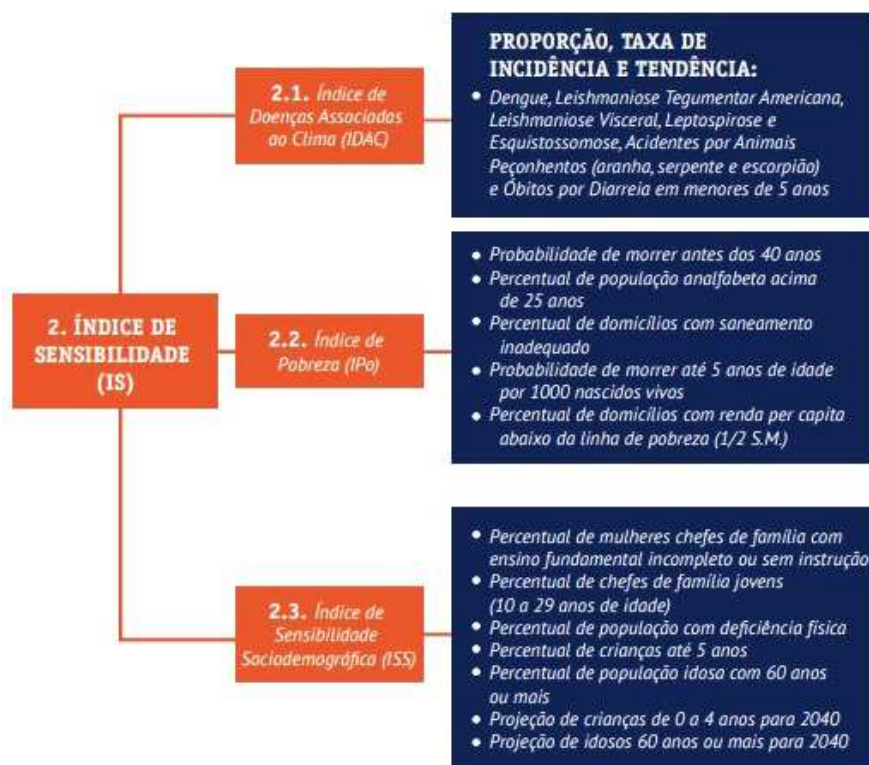 2. ÍNDICE DE
SENSIBILIDADE
(IS)
2.1. Índice de
Doenças Associadas
ao Clima (IDAC)
PROPORÇÃO, TAXA DE
INCIDÊNCIA E TENDÊNCIA:
• Dengue, Leishmaniose Tegumentar Americana,
Leishmaniose Visceral, Leptospirose e
Esquistossomose, Acidentes por Animais
Peçonhentos (aranha, serpente e escorpião)
e Óbitos por Diarreia em menores de 5 anos
2.2. Índice de
Pobreza (IPo)
• Probabilidade de morrer antes dos 40 anos
• Percentual de população analfabeta acima
de 25 anos
• Percentual de domicílios com saneamento
inadequado
• Probabilidade de morrer até 5 anos de idade
por 1000 nascidos vivos
• Percentual de domicílios com renda per capita
abaixo da linha de pobreza (1/2 S.M.)
2.3. Índice de
Sensibilidade
Sociodemográfica (ISS)
• Percentual de mulheres chefes de família com
ensino fundamental incompleto ou sem instrução
• Percentual de chefes de família jovens
(10 a 29 anos de idade)
• Percentual de população com deficiência física
• Percentual de crianças até 5 anos
• Percentual de população idosa com 60 anos
ou mais
• Projeção de crianças de 0 a 4 anos para 2040
• Projeção de idosos 60 anos ou mais para 2040